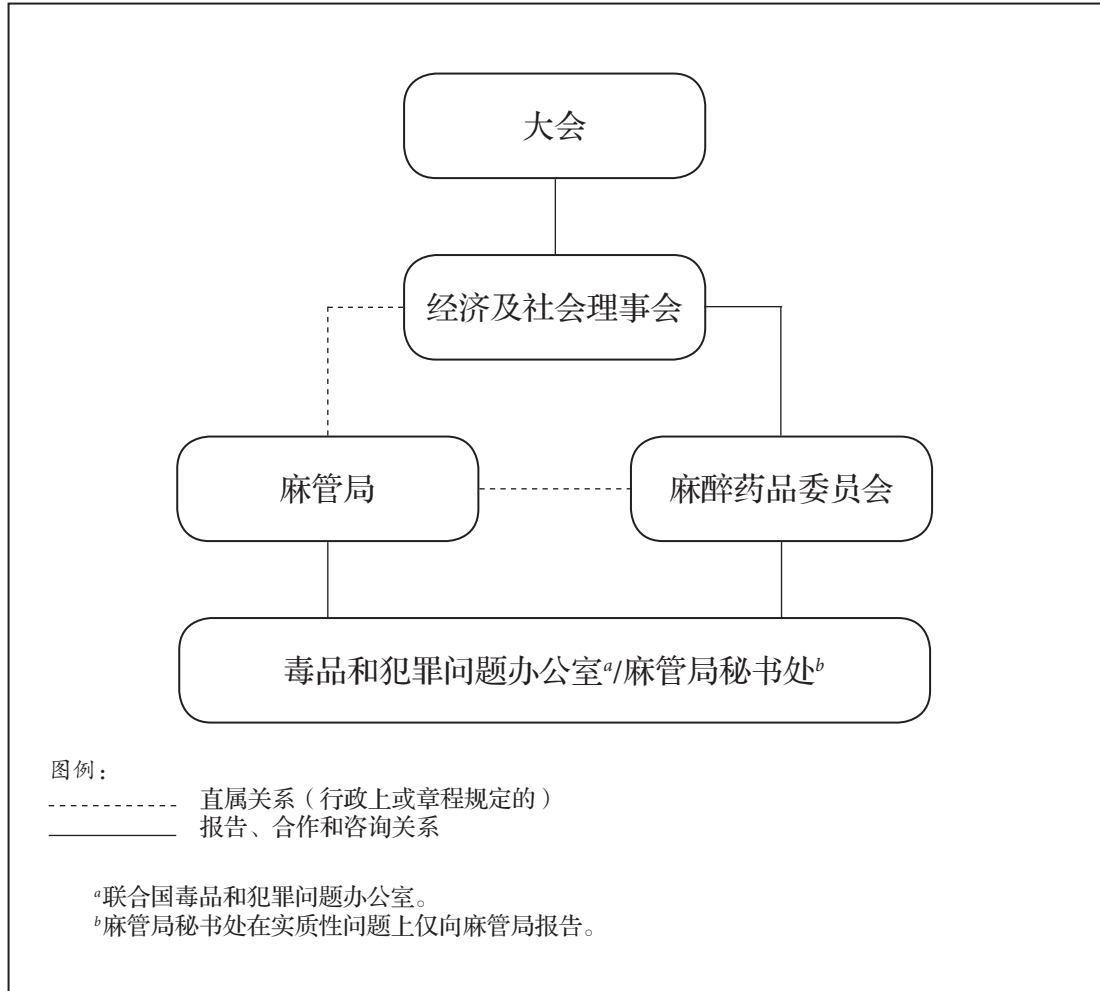 大会
经济及社会理事会
麻管局
麻醉药品委员会
毒品和犯罪问题办公室a/麻管局秘书处b
图例：
直属关系（行政上或章程规定的）
报告、合作和咨询关系
a联合国毒品和犯罪问题办公室。
b麻管局秘书处在实质性问题上仅向麻管局报告。